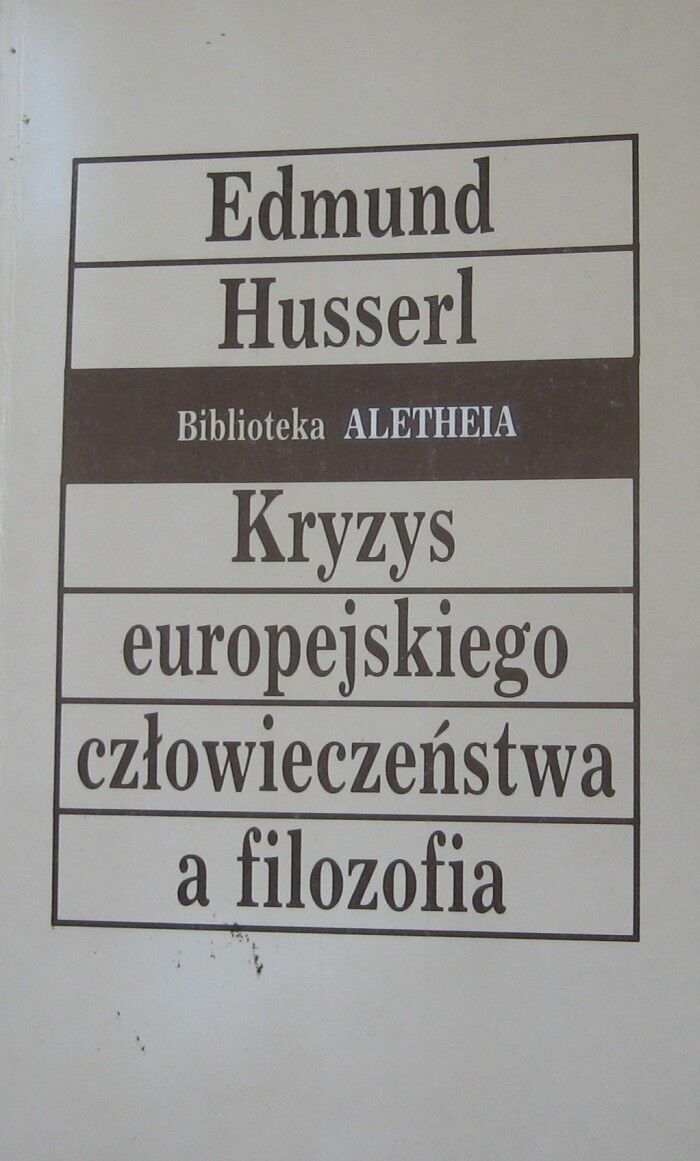 Edmund
Husserl
Biblioteka ALETHEIA
Kryzys
europejskiego
człowieczeństwa
a filozofia